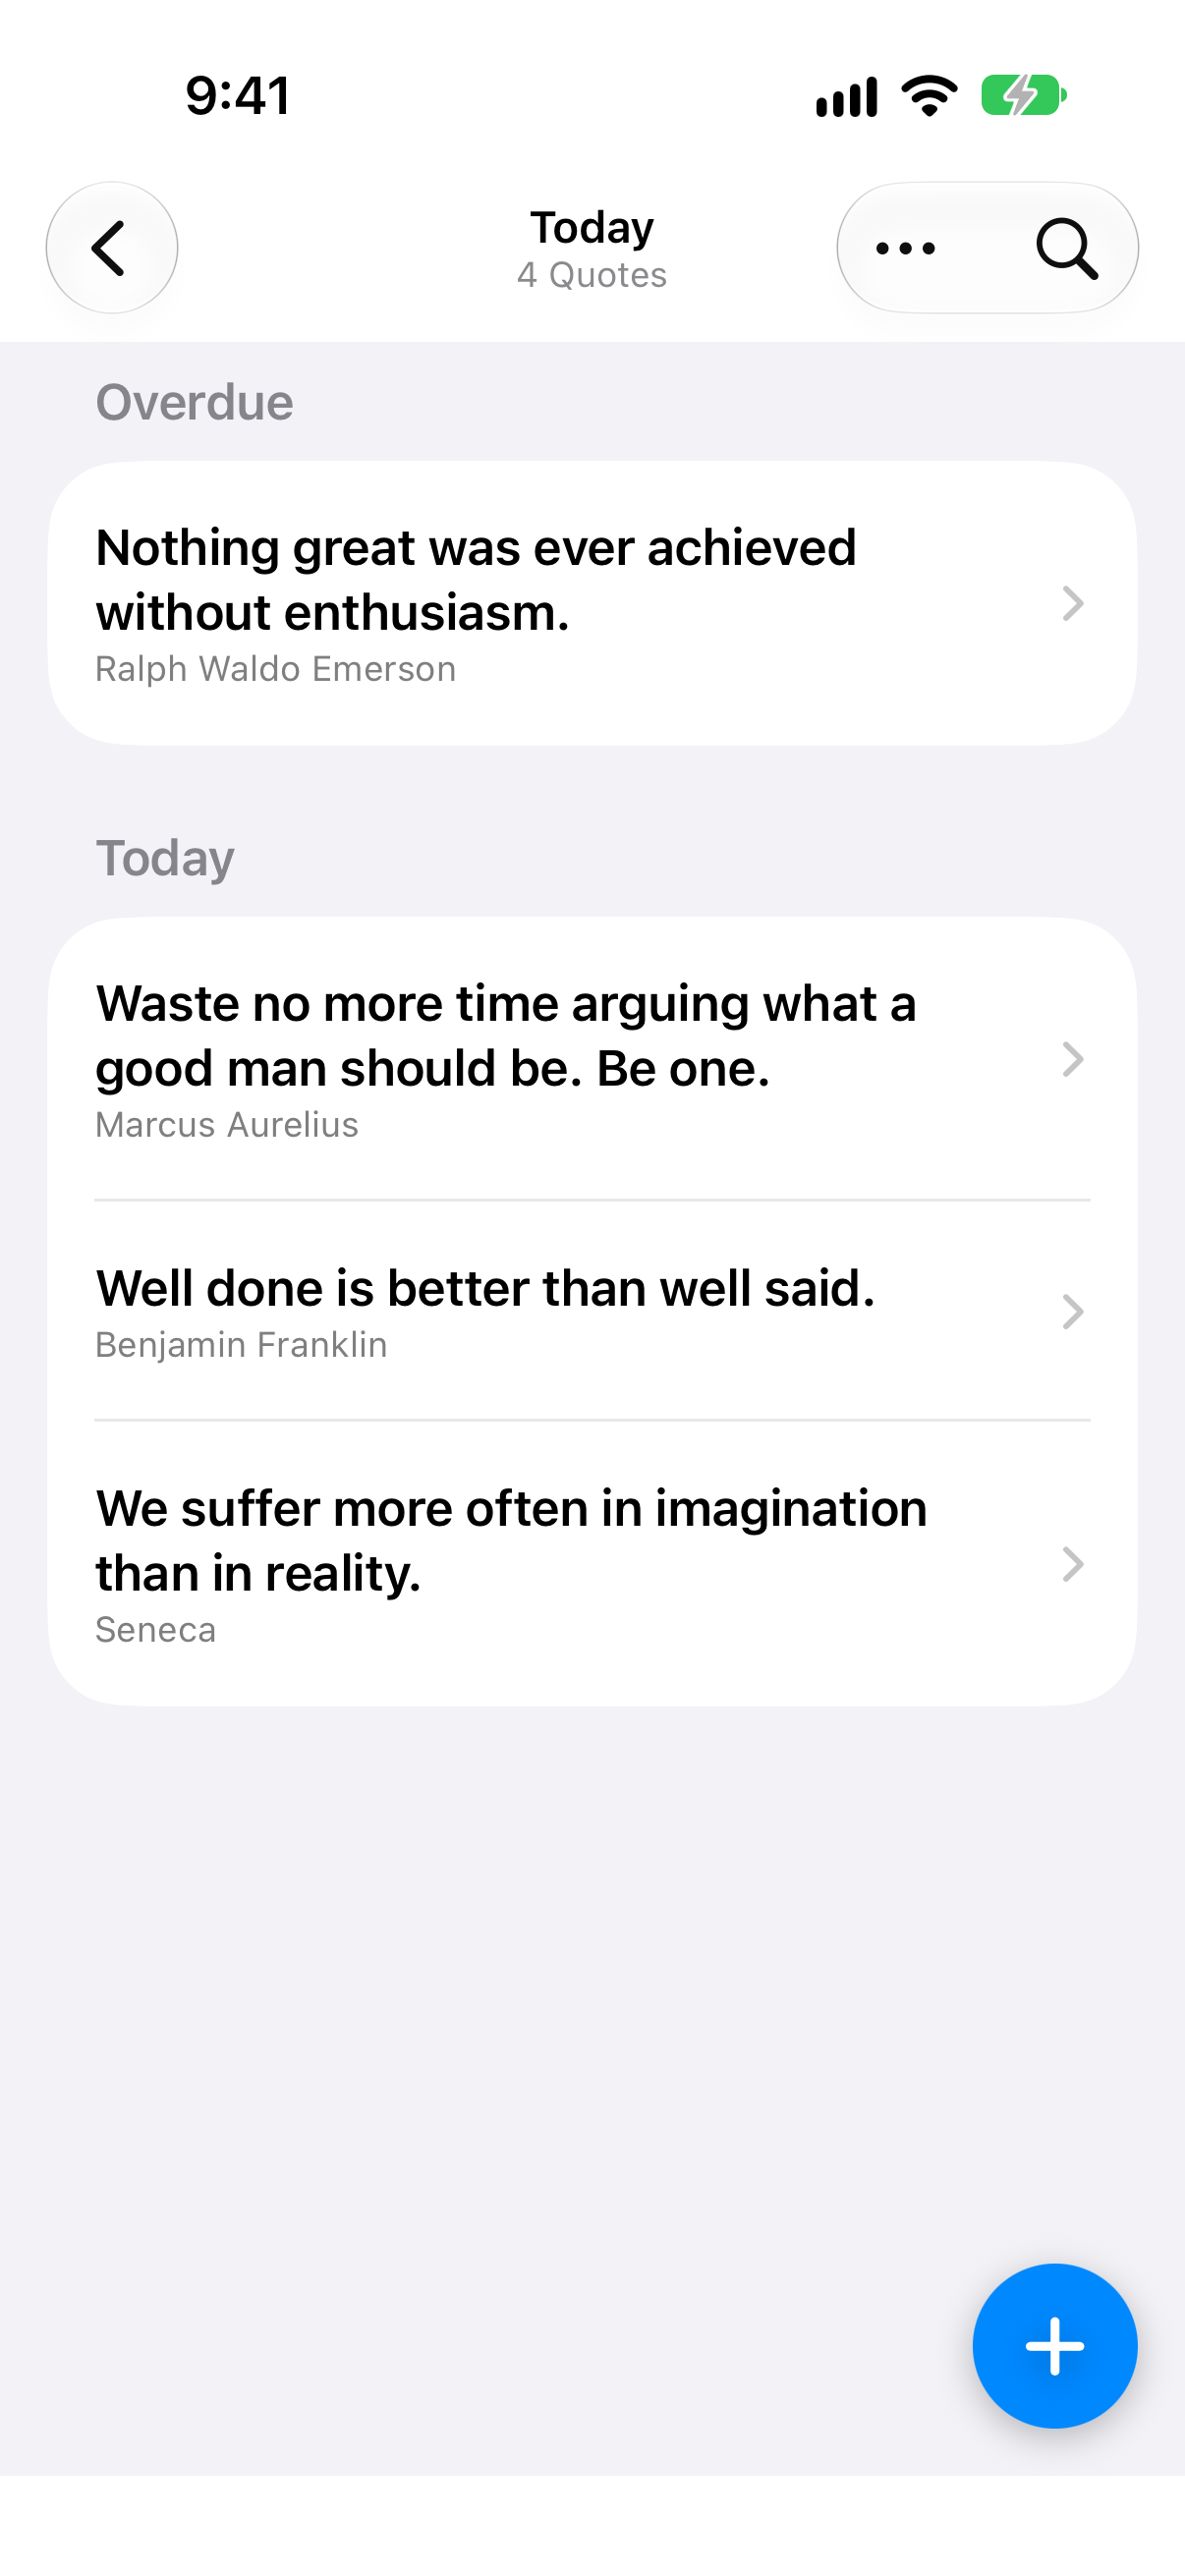 9:41
Today
4 Quotes
Overdue
Nothing great was ever achieved
without enthusiasm.
Ralph Waldo Emerson
Today
Waste no more time arguing what a
good man should be. Be one.
Marcus Aurelius
Well done is better than well said.
Benjamin Franklin
We suffer more often in imagination
than in reality.
Seneca